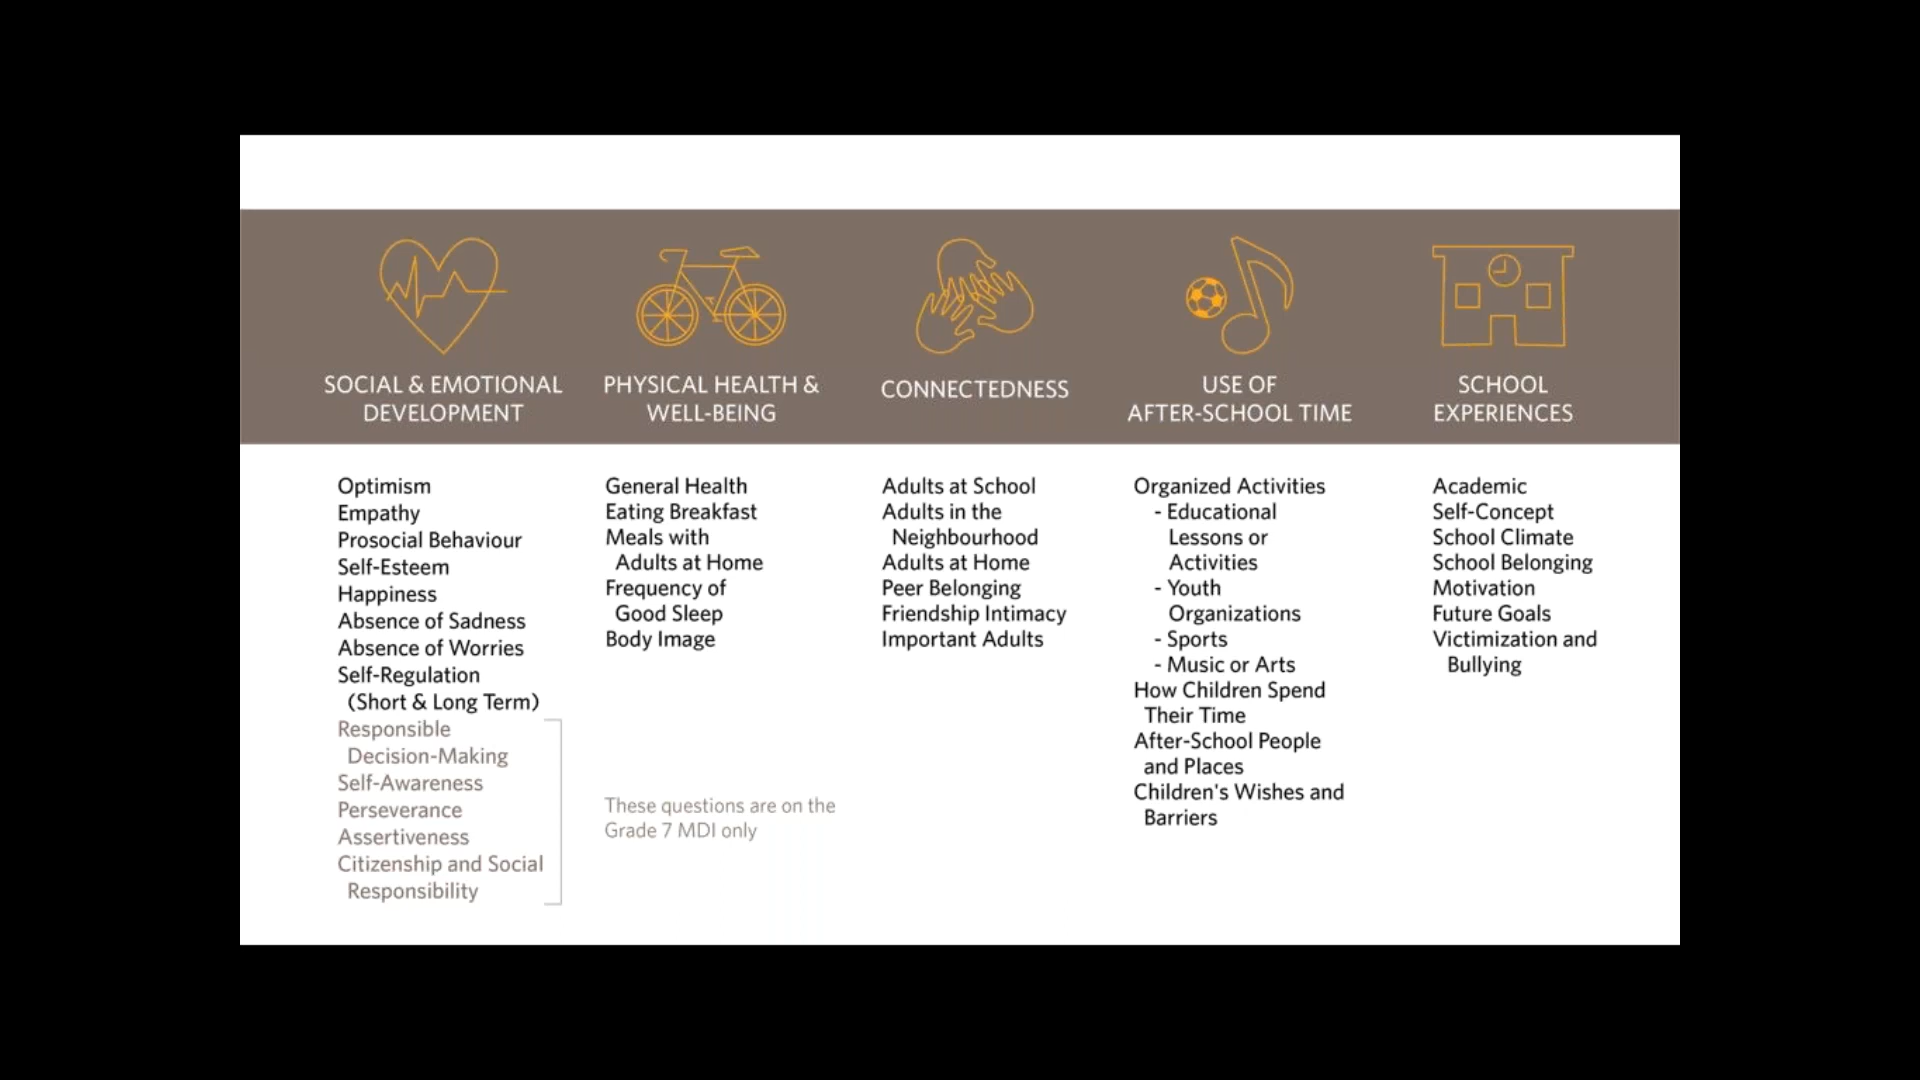 SOCIAL & EMOTIONAL
DEVELOPMENT
PHYSICAL HEALTH &
WELL-BEING
CONNECTEDNESS
USE OF
AFTER-SCHOOL TIME
SCHOOL
EXPERIENCES
Optimism
Empathy
Prosocial Behaviour
Self-Esteem
Happiness
Absence of Sadness
Absence of Worries
Self-Regulation
(Short & Long Term)
Responsible
Decision-Making
Self-Awareness
Perseverance
Assertiveness
Citizenship and Social
Responsibility
General Health
Eating Breakfast
Meals with
Adults at Home
Frequency of
Good Sleep
Body Image
These questions are on the
Grade 7 MDI only
Adults at School
Adults in the
Neighbourhood
Adults at Home
Peer Belonging
Friendship Intimacy
Important Adults
Organized Activities
- Educational
Lessons or
Activities
- Youth
Organizations
- Sports
- Music or Arts
How Children Spend
Their Time
After-School People
and Places
Children's Wishes and
Barriers
Academic
Self-Concept
School Climate
School Belonging
Motivation
Future Goals
Victimization and
Bullying